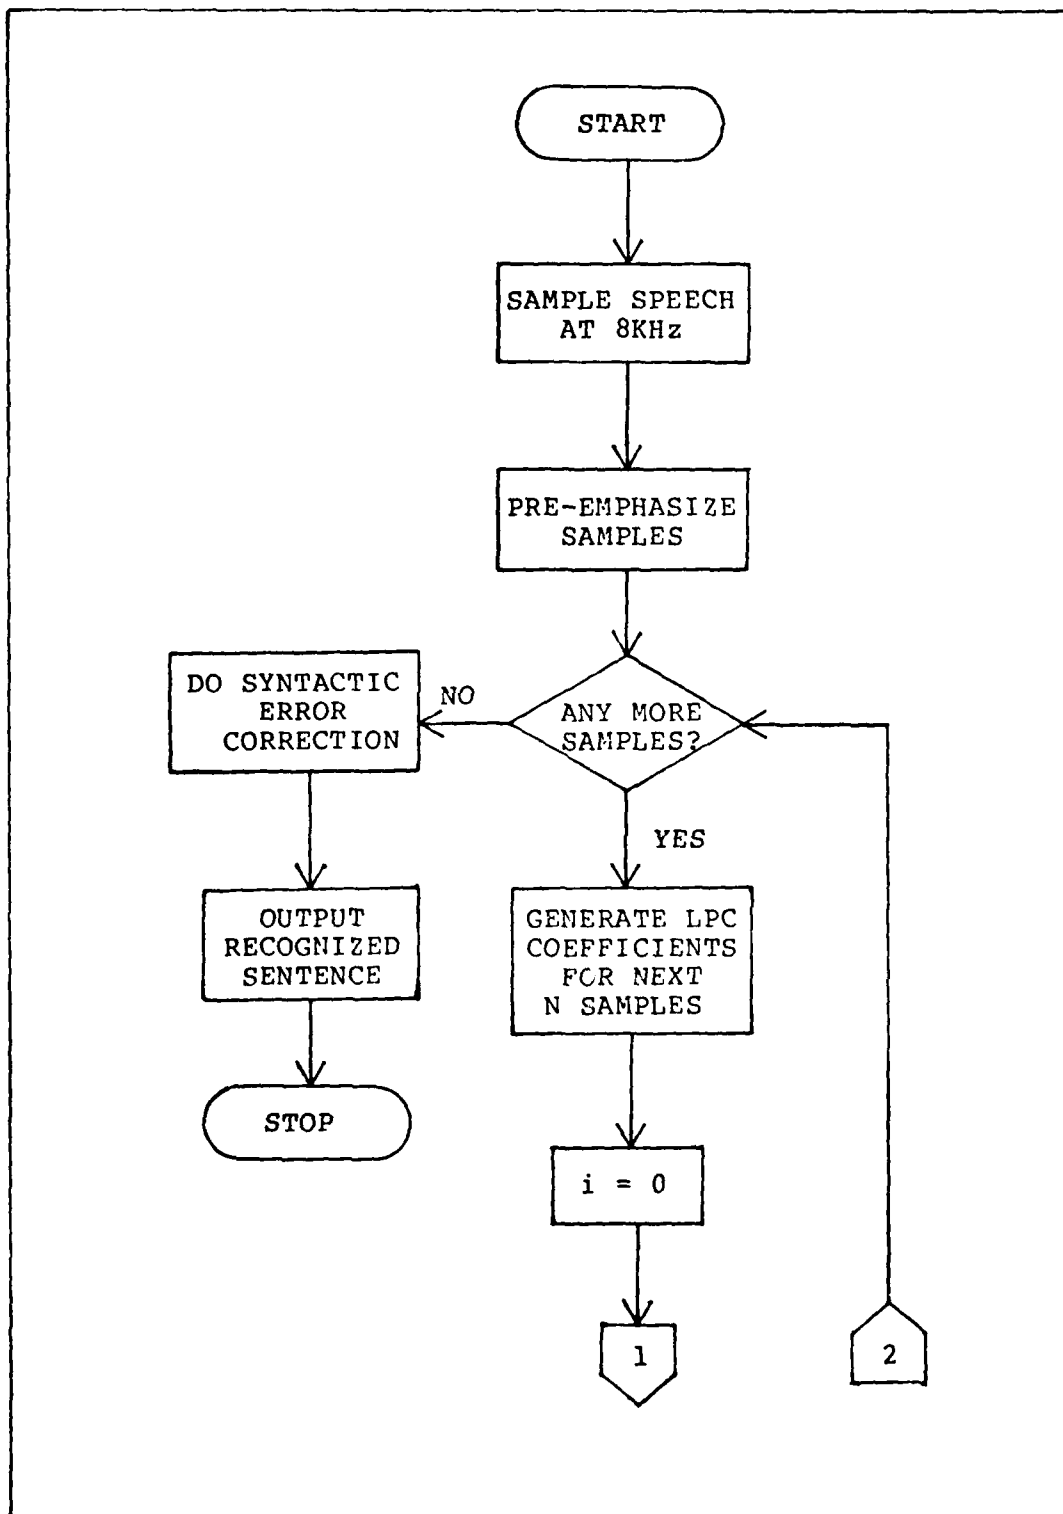 START
SAMPLE SPEECH
AT 8KHz
PRE-EMPHASIZE
SAMPLES
ANY MORE
SAMPLES?
NO
DO SYNTACTIC
ERROR
CORRECTION
OUTPUT
RECOGNIZED
SENTENCE
STOP
YES
GENERATE LPC
COEFFICIENTS
FOR NEXT
N SAMPLES
i = 0
1
2